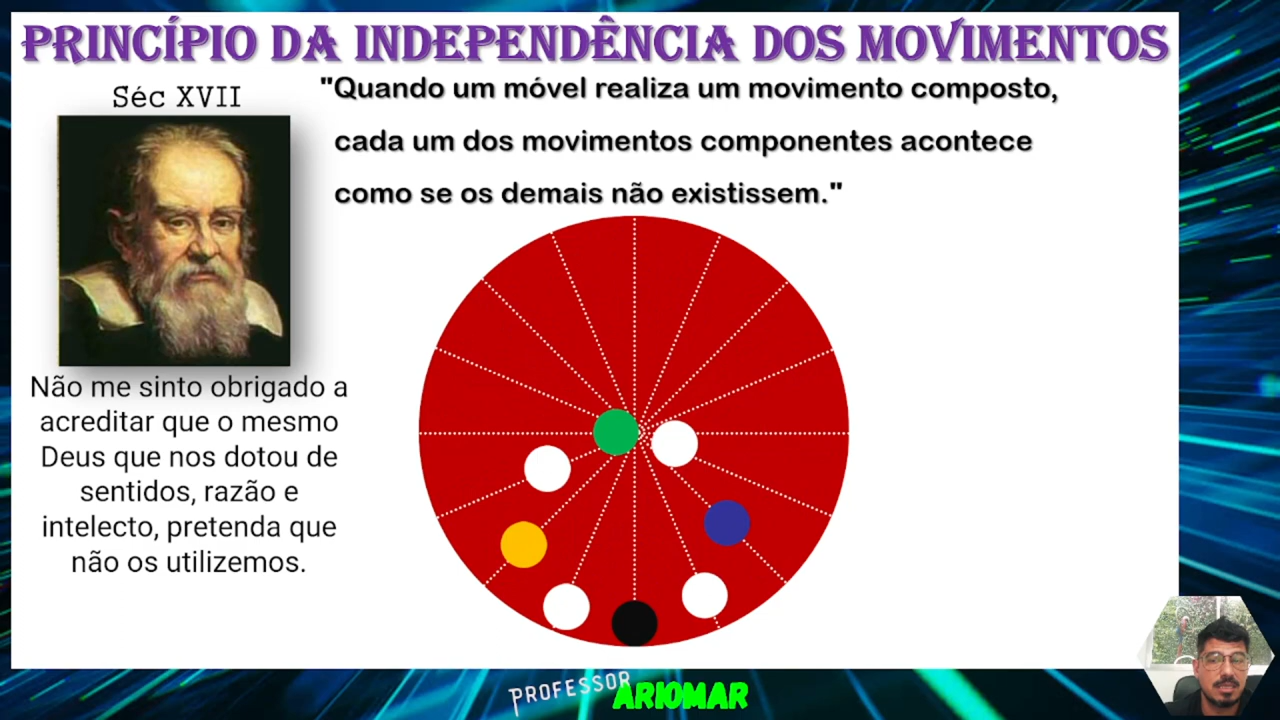 PRINCÍPIO DA INDEPENDÊNCIA DOS MOVIMENTOS
Séc XVII
"Quando um móvel realiza um movimento composto,
cada um dos movimentos componentes acontece
como se os demais não existissem."
Não me sinto obrigado a
acreditar que o mesmo
Deus que nos dotou de
sentidos, razão e
intelecto, pretenda que
não os utilizemos.
PROFESSOR
ARIOMAR